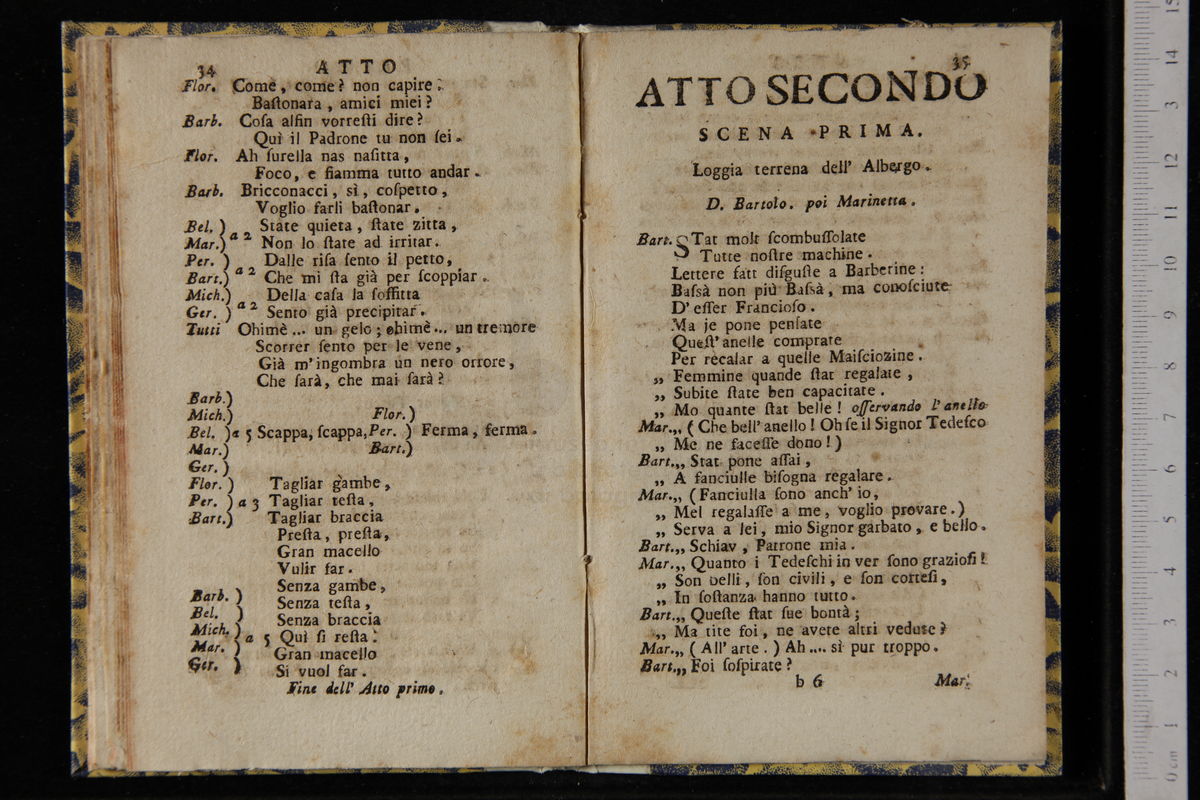 34 ATTO
Flor. Come, come? non capire:
Baſtonara, amici miei?
Barb. Coſa alfin vorreſti dire?
Quì il Padrone tu non ſei.
Flor. Ah ſurella nas naſitta,
Foco, e fiamma tutto andar.
Barb. Bricconacci, sì, coſpetto,
Voglio farli baſtonar.
Bel. ) State quieta, ſtate zitta,
Mar.) a 2 Non lo ſtate ad irritar.
Per. ) Dalle riſa ſento il petto,
Bart.) a 2 Che mi ſta già per ſcoppiar.
Mich.) Della caſa la ſoffitta
Ger. ) a 2 Sento già precipitar.
Tutti Ohimè... un gelo; ohimè... un tremore
Scorrer ſento per le vene,
Già m'ingombra un nero orrore,
Che farà, che mai ſarà?
Barb.)
Mich.) Flor.)
Bel. )a 5 Scappa, ſcappa, Per. ) Ferma, ferma.
Mar.) Bart.)
Ger. )
Flor. ) Tagliar gambe,
Per. ) a 3 Tagliar teſta,
Bart.) Tagliar braccia
Preſta, preſta,
Gran macello
Vulir far.
Senza gambe,
Barb. ) Senza teſta,
Bel. ) Senza braccia
Mich. ) a 5 Quì ſi reſta:
Mar. ) Gran macello
Ger. ) Si vuol far.
Fine dell' Atto primo.
35
ATTO SECONDO
SCENA PRIMA.
Loggia terrena dell' Albergo.
D. Bartolo. poi Marinetta.
Bart. STat molt ſcombuſſolate
Tutte noſtre machine.
Lettere fatt diſguſte a Barberine:
Baſsà non più Baſsà, ma conoſciute
D' eſſer Francioſo.
Ma je pone penſate
Queſt' anelle comprate
Per recalar a quelle Maiſciozine.
„ Femmine quande ſtat regalate,
„ Subite ſtate ben capacitate.
„ Mo quante ſtat belle! oſſervando l'anello
Mar.„ (Che bell' anello! Oh ſe il Signor Tedeſco
„ Me ne faceſſe dono!)
Bart.„ Stat pone aſſai,
„ A fanciulle biſogna regalare.
Mar.„ (Fanciulla ſono anch' io,
„ Mel regalaſſe a me, voglio provare.)
„ Serva a lei, mio Signor garbato, e bello.
Bart.„ Schiav, Patrone mia.
Mar.„ Quanto i Tedeſchi in ver ſono grazioſi!
„ Son belli, ſon civili, e ſon corteſi,
„ In ſoſtanza hanno tutto.
Bart.„ Queſte ſtat ſue bontà;
„ Ma tite foi, ne avete altri vedute?
Mar.„ (All' arte.) Ah.... sì pur troppo.
Bart.„ Foi ſoſpirate?
b 6 Mar.